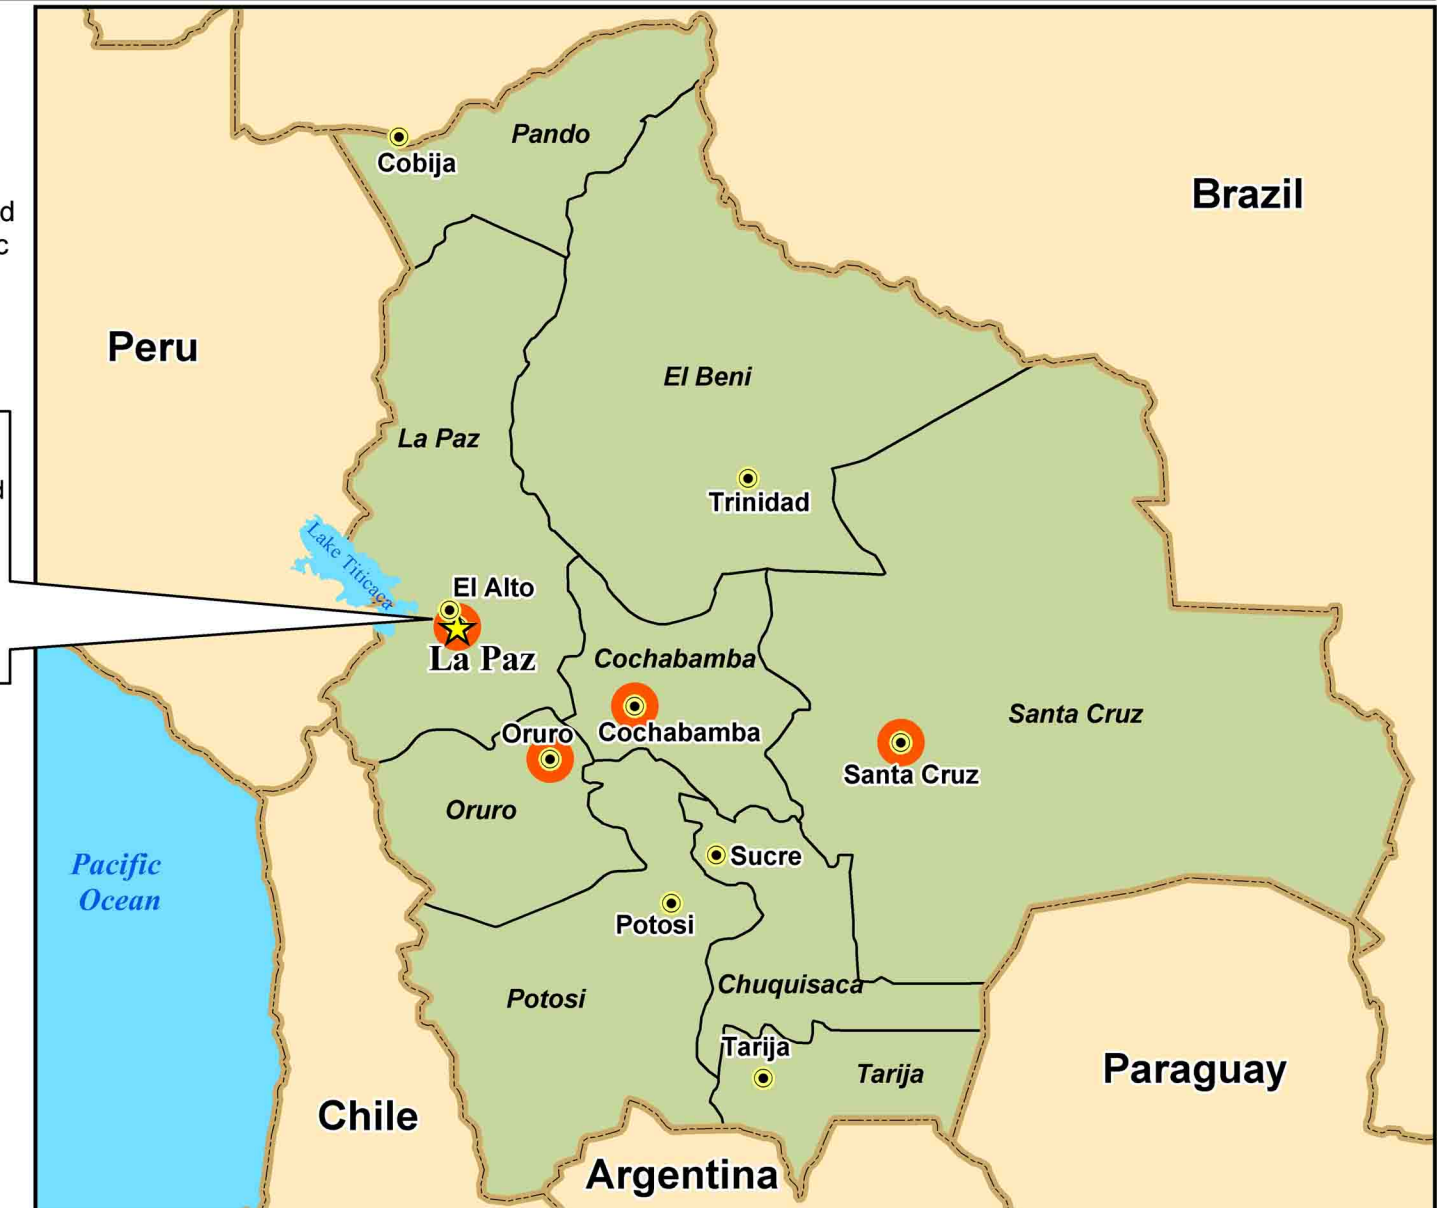 Pando
Cobija
Brazil
d
c
Peru
El Beni
La Paz
d
Trinidad
Lake Titicaca
El Alto
La Paz
Cochabamba
Santa Cruz
Oruro
Cochabamba
Santa Cruz
Oruro
Sucre
Pacific
Ocean
Potosi
Chuquisaca
Potosi
Tarija
Tarija
Paraguay
Chile
Argentina